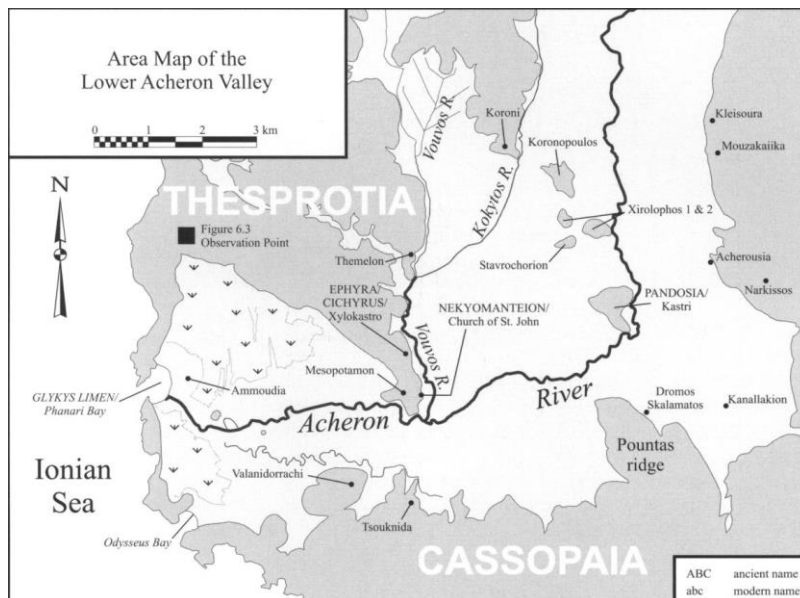 Area Map of the
Lower Acheron Valley
0 1 2 3 km
N
THESPROTIA
Figure 6.3
Observation Point
Vouvos R.
Koroni
Kokytos R.
Koronopoulos
Kleisoura
Mouzakaiika
Xirolophos 1 & 2
Themelon
Stavrochorion
Acherousia
Narkissos
EPHYRA/
CICHYRUS/
Xylokastro
NEKYOMANTEION/
Church of St. John
PANDOSIA/
Kastri
Vouvos R.
Mesopotamon
Ammoudia
GLYKYS LIMEN/
Phanari Bay
Acheron
River
Dromos
Skalamatos
Kanallakion
Pountas
ridge
Ionian
Sea
Valanidorrachi
Tsouknida
Odysseus Bay
CASSOPAIA
ABC ancient name
abc modern name